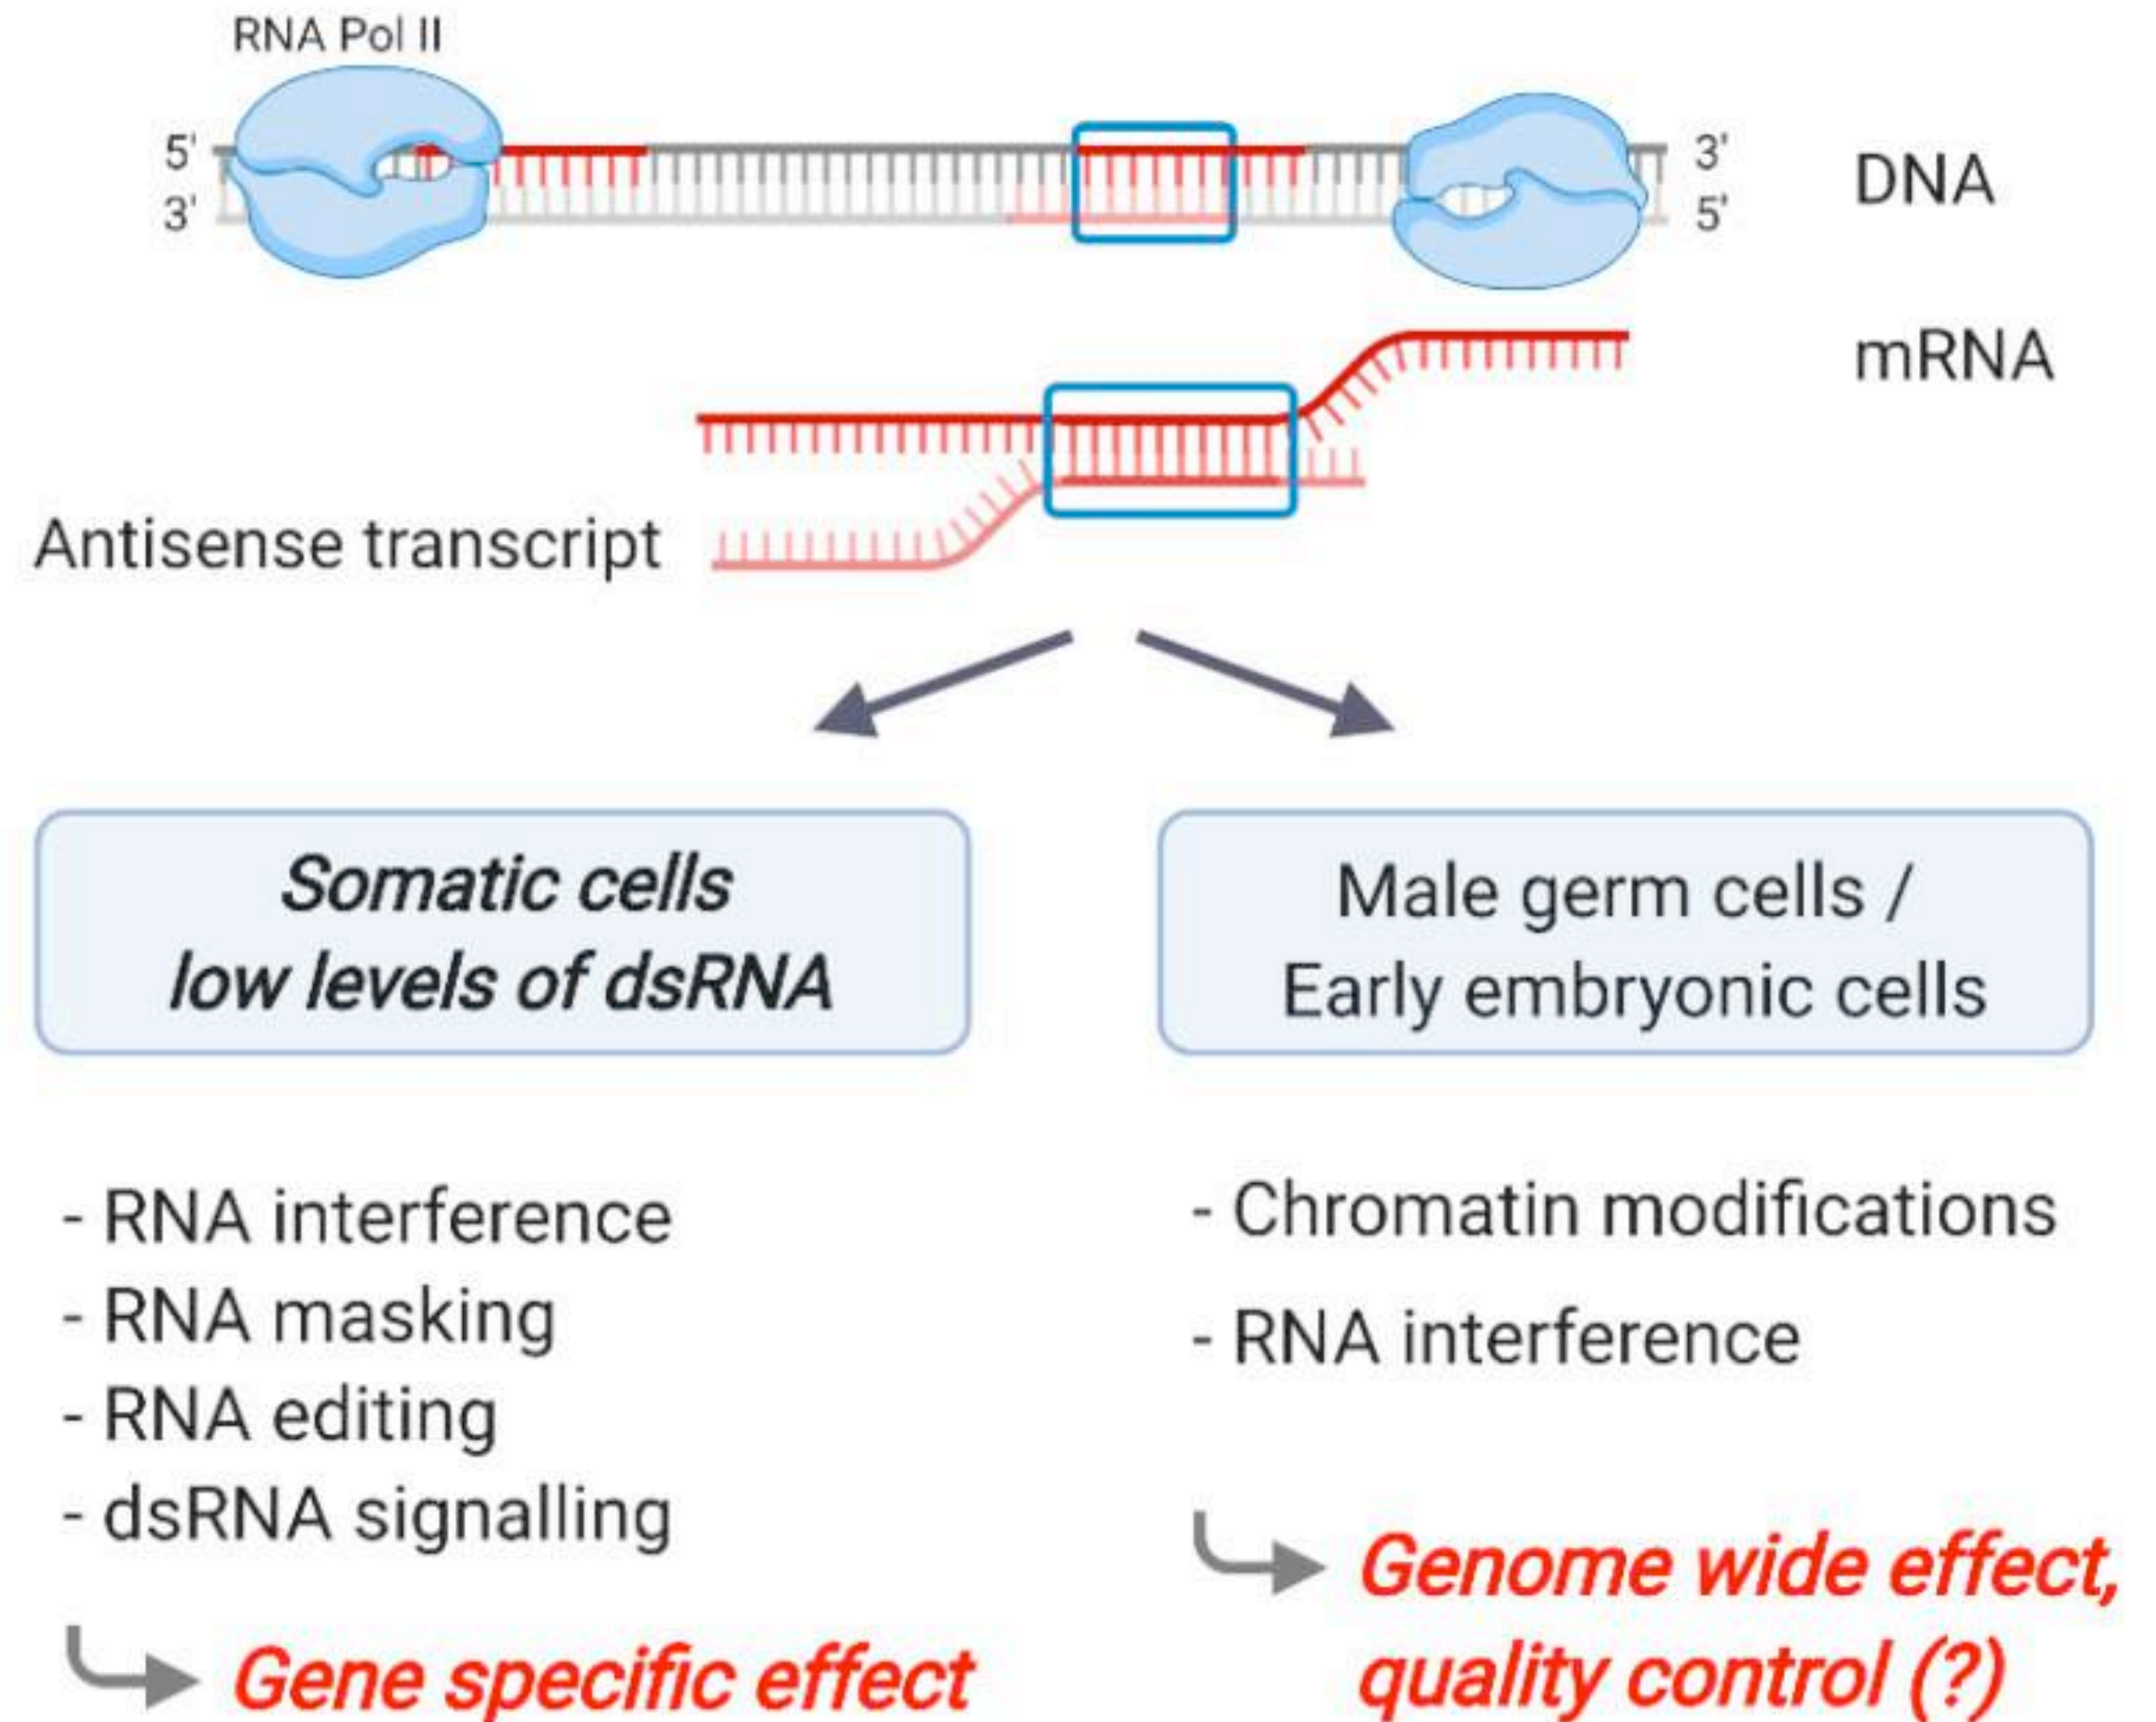 RNA Pol II
5'
3'
3'
5'
DNA
mRNA
Antisense transcript
Somatic cells
low levels of dsRNA
Male germ cells /
Early embryonic cells
- RNA interference
- RNA masking
- RNA editing
- dsRNA signalling
Gene specific effect
- Chromatin modifications
- RNA interference
Genome wide effect,
quality control (?)